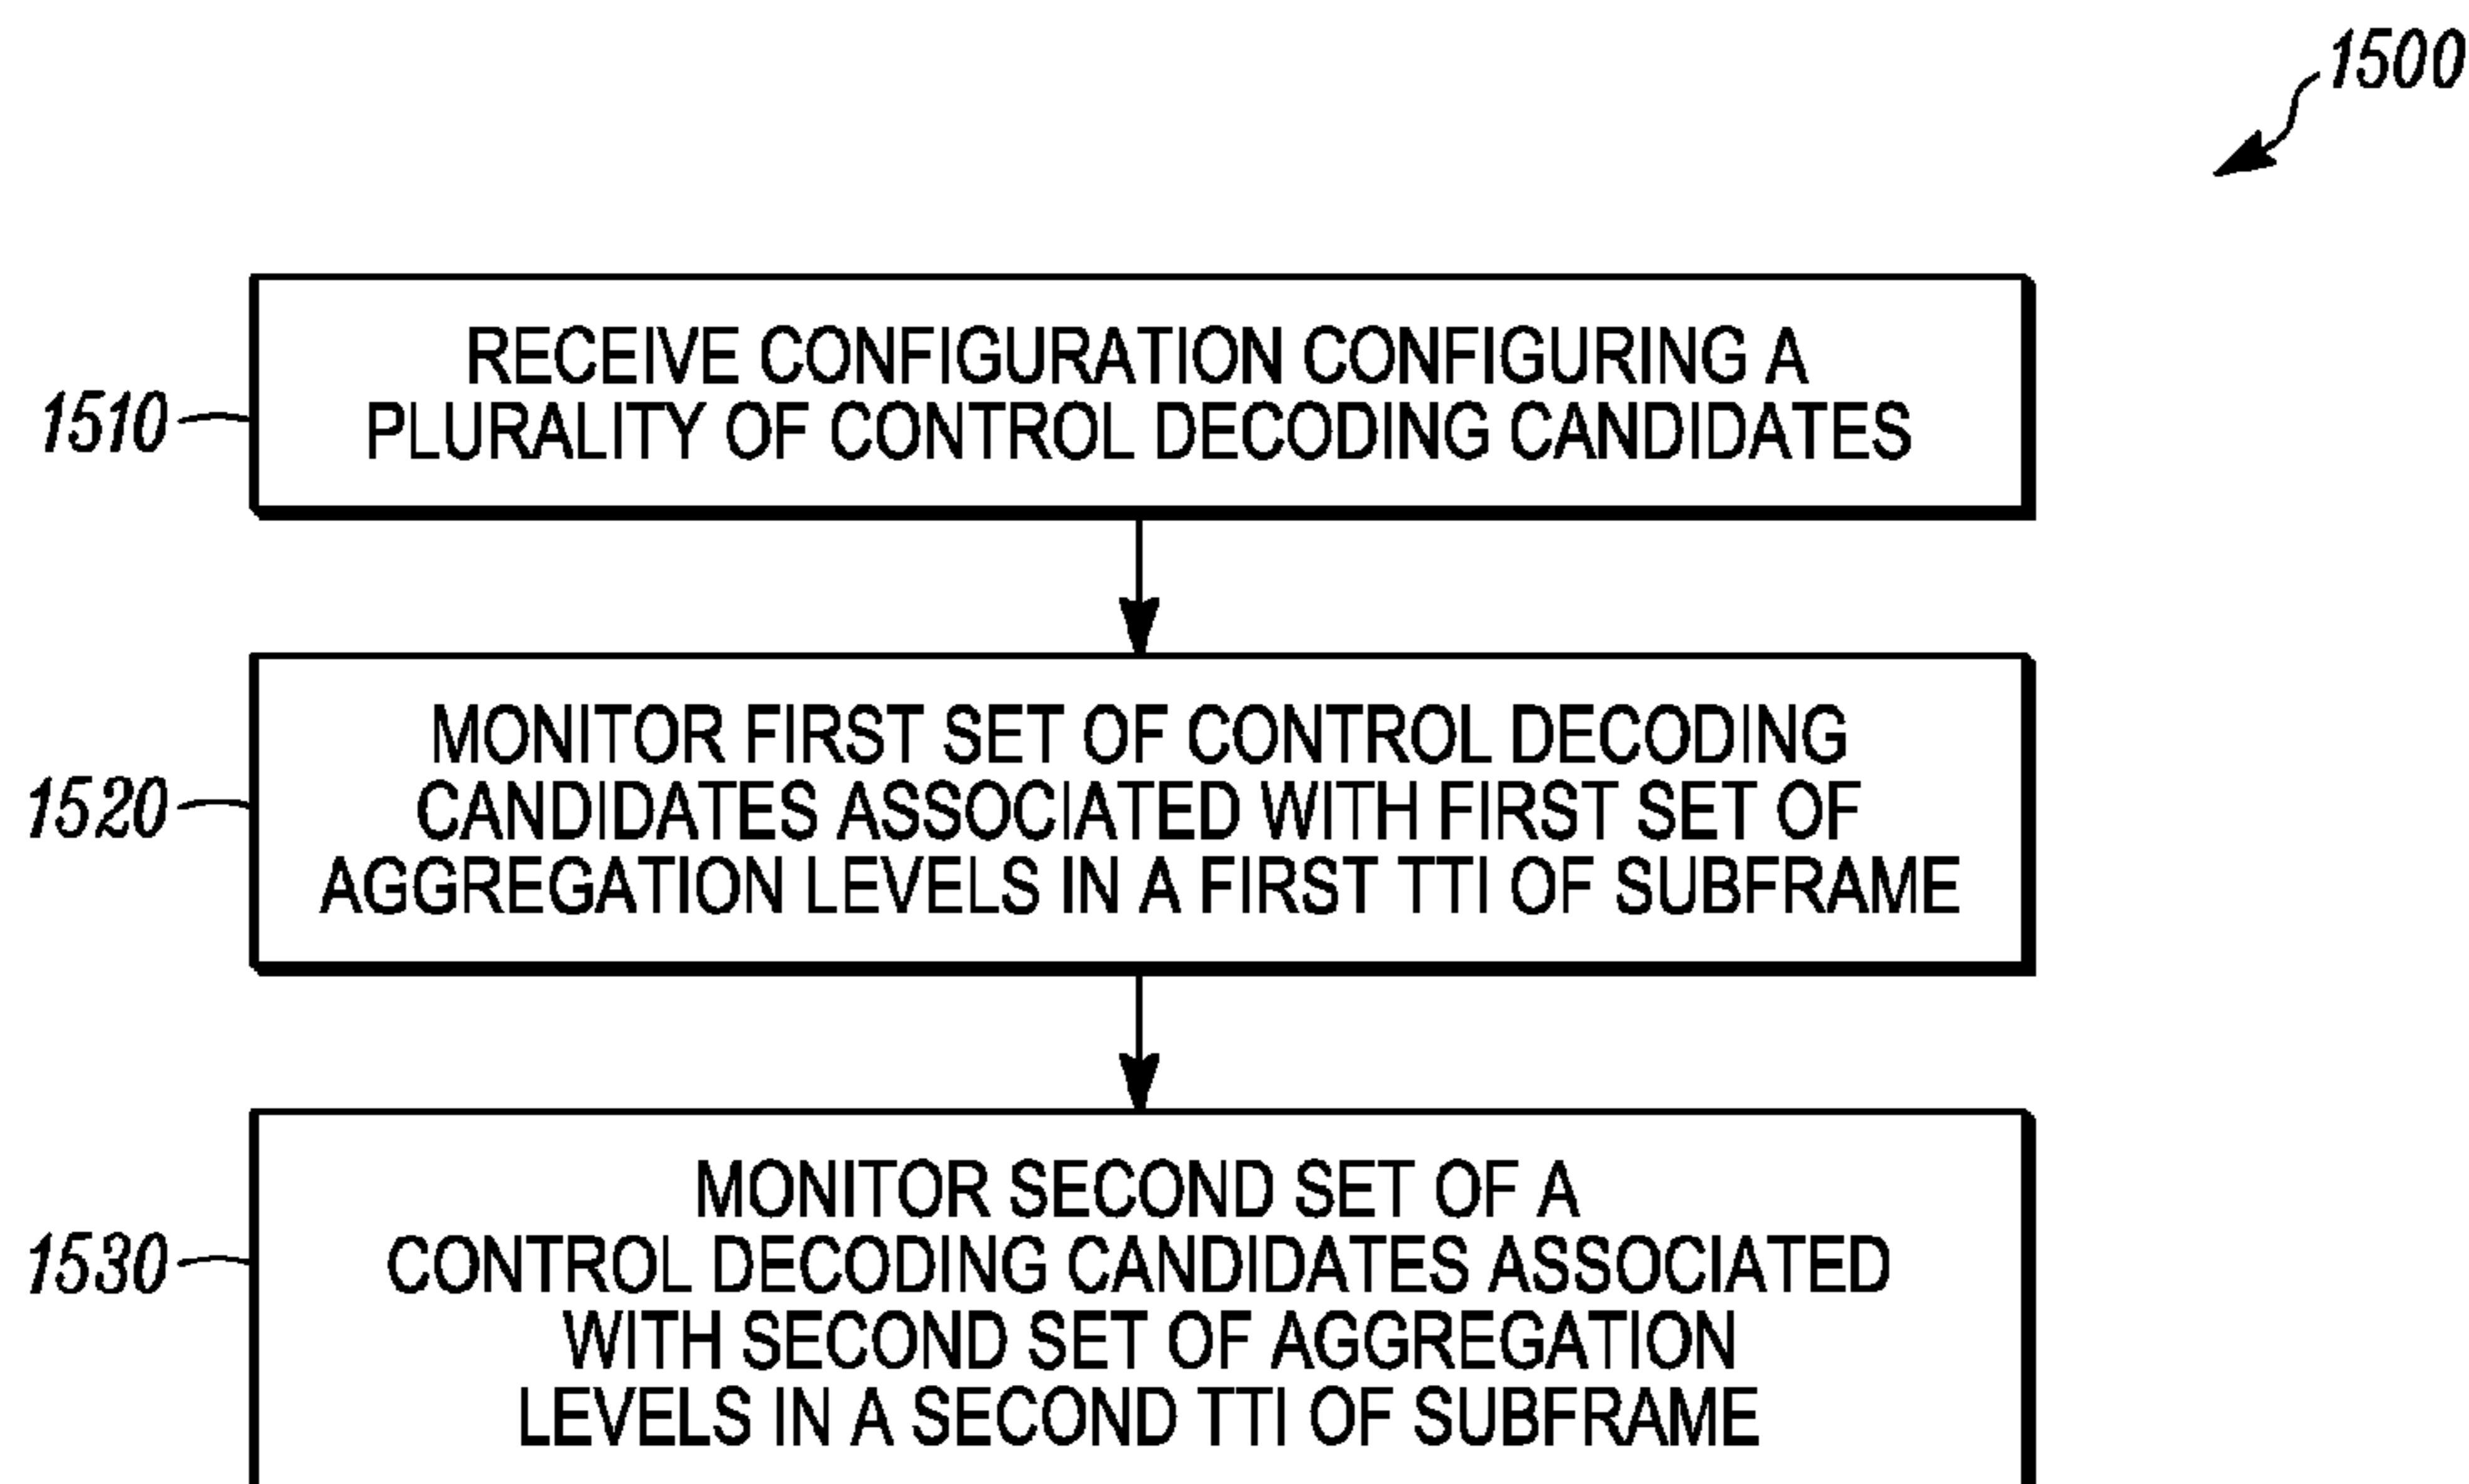 1500
RECEIVE CONFIGURATION CONFIGURING A
PLURALITY OF CONTROL DECODING CANDIDATES
1510
MONITOR FIRST SET OF CONTROL DECODING
CANDIDATES ASSOCIATED WITH FIRST SET OF
AGGREGATION LEVELS IN A FIRST TTI OF SUBFRAME
1520
MONITOR SECOND SET OF A
CONTROL DECODING CANDIDATES ASSOCIATED
WITH SECOND SET OF AGGREGATION
LEVELS IN A SECOND TTI OF SUBFRAME
1530